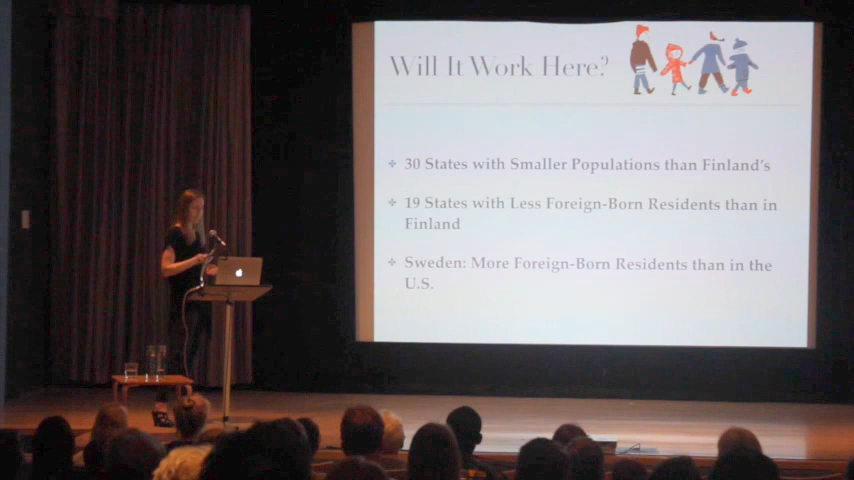 Will It Work Here?
30 States with Smaller Populations than Finland's
19 States with Less Foreign-Born Residents than in
Finland
Sweden: More Foreign-Born Residents than in the
U.S.